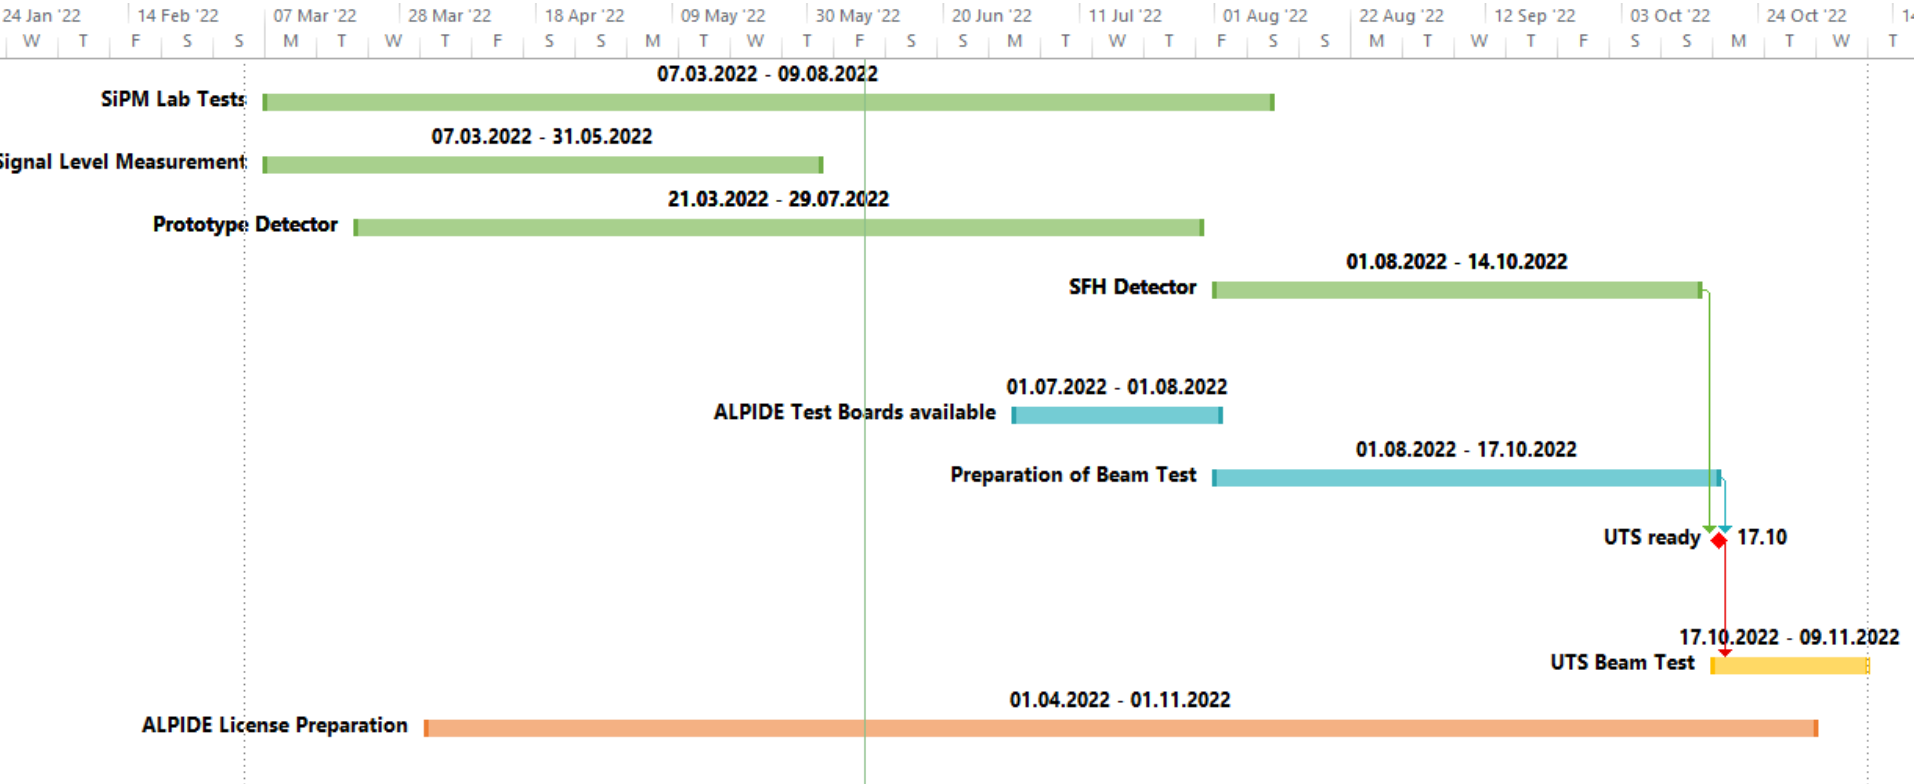 24 Jan '22 14 Feb '22 07 Mar '22 28 Mar '22 18 Apr '22 09 May '22 30 May '22 20 Jun '22 11 Jul '22 01 Aug '22 22 Aug '22 12 Sep '22 03 Oct '22 24 Oct '22 14
W T F S S M T W T F S S M T W T F S S M T W T F S S M T W T F S S M T W T
07.03.2022 - 09.08.2022
SiPM Lab Tests
07.03.2022 - 31.05.2022
Signal Level Measurement
21.03.2022 - 29.07.2022
Prototype Detector
01.08.2022 - 14.10.2022
SFH Detector
01.07.2022 - 01.08.2022
ALPIDE Test Boards available
01.08.2022 - 17.10.2022
Preparation of Beam Test
UTS ready 17.10
17.10.2022 - 09.11.2022
UTS Beam Test
01.04.2022 - 01.11.2022
ALPIDE License Preparation